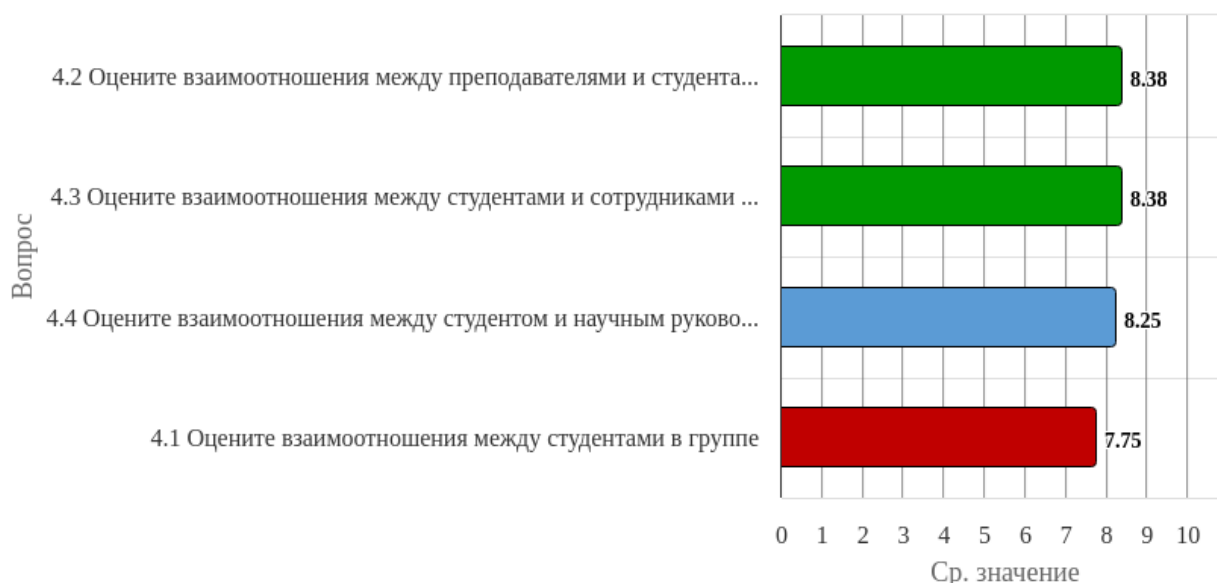 4.2 Оцените взаимоотношения между преподавателями и студента...
8.38
4.3 Оцените взаимоотношения между студентами и сотрудниками ...
8.38
Вопрос
4.4 Оцените взаимоотношения между студентом и научным руково...
8.25
4.1 Оцените взаимоотношения между студентами в группе
7.75
0 1 2 3 4 5 6 7 8 9 10
Ср. значение